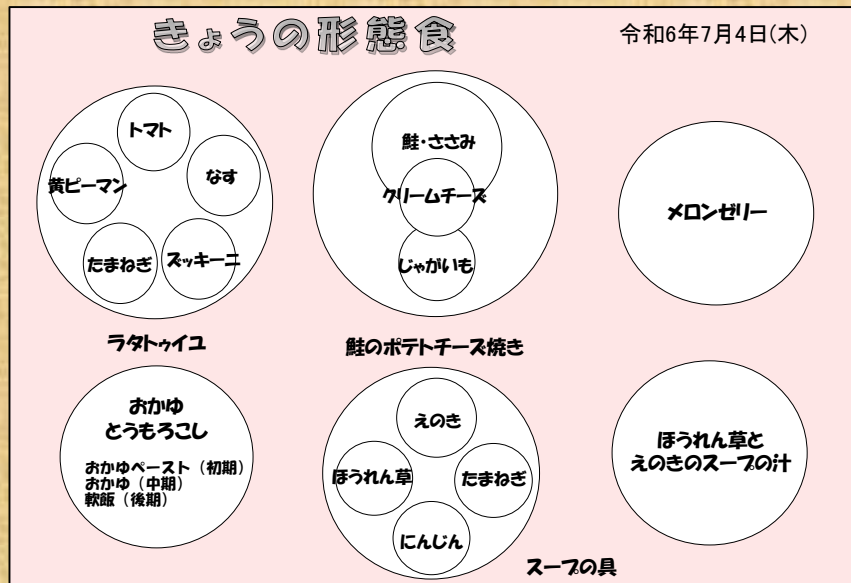 きょうの形態食
令和6年7月4日(木)
トマト
黄ピーマン
なす
たまねぎ
ズッキーニ
ラタトゥイユ
鮭・ささみ
クリームチーズ
じゃがいも
鮭のポテトチーズ焼き
メロンゼリー
おかゆ
とうもろこし
おかゆペースト（初期）
おかゆ（中期）
軟飯（後期）
えのき
ほうれん草
たまねぎ
にんじん
スープの具
ほうれん草と
えのきのスープの汁